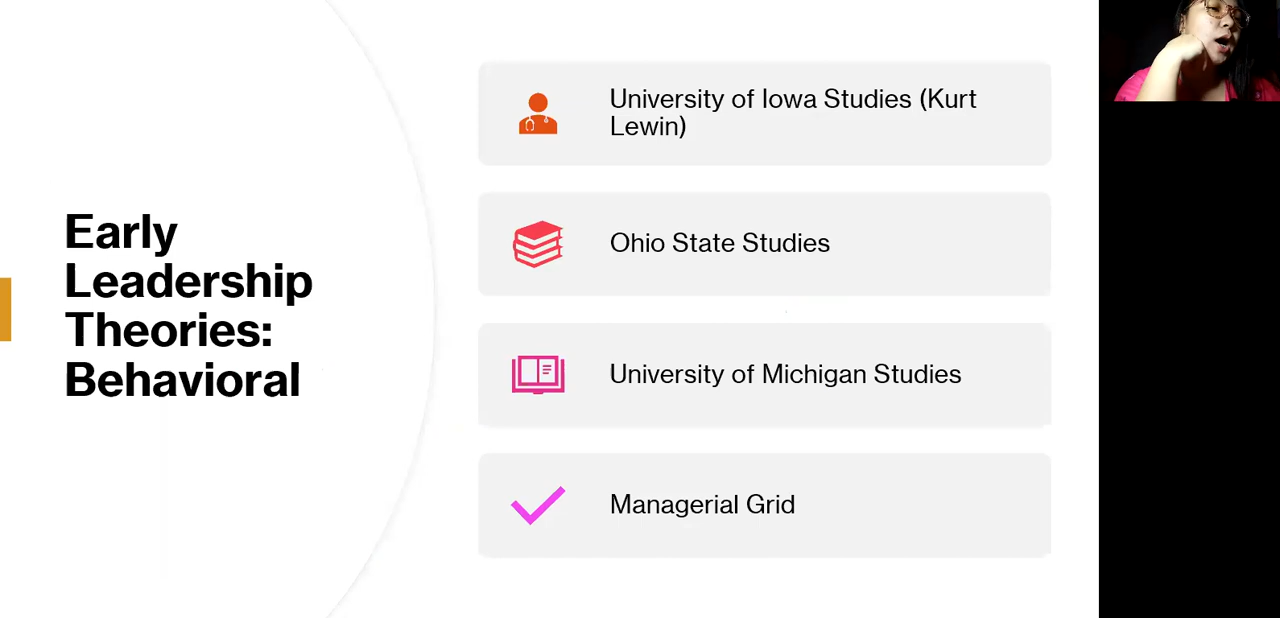 Early
Leadership
Theories:
Behavioral
University of Iowa Studies (Kurt
Lewin)
Ohio State Studies
University of Michigan Studies
Managerial Grid